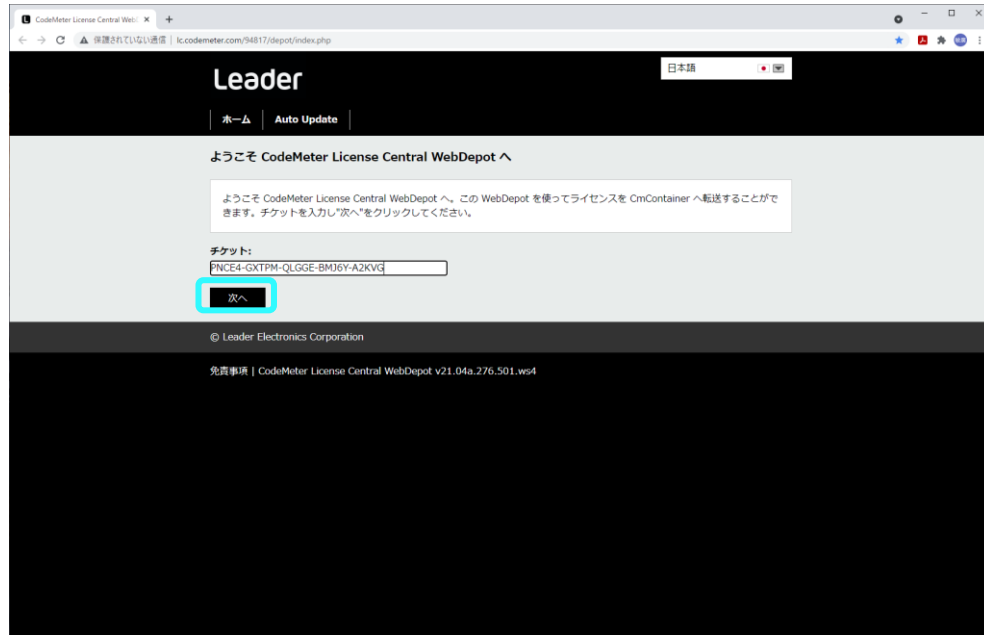 CodeMeter License Central Web
保護されていない通信 | lc.codemeter.com/94817/depot/index.php
Leader
日本語
ホーム
Auto Update
ようこそ CodeMeter License Central WebDepot へ
ようこそ CodeMeter License Central WebDepot へ。この WebDepot を使ってライセンスを CmContainer へ転送することがで
きます。チケットを入力し"次へ"をクリックしてください。
チケット:
PNCE4-GXTPM-QLGGE-BMJ6Y-A2KVG
次へ
© Leader Electronics Corporation
免責事項 | CodeMeter License Central WebDepot v21.04a.276.501.ws4